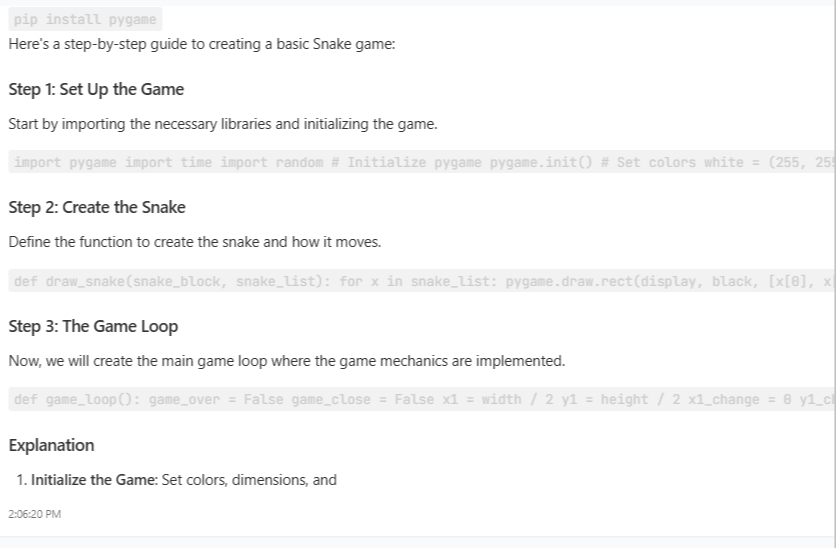 pip install pygame
Here's a step-by-step guide to creating a basic Snake game:
Step 1: Set Up the Game
Start by importing the necessary libraries and initializing the game.
import pygame import time import random # Initialize pygame pygame.init() # Set colors white = (255, 255
Step 2: Create the Snake
Define the function to create the snake and how it moves.
def draw_snake(snake_block, snake_list): for x in snake_list: pygame.draw.rect(display, black, [x[0], x[
Step 3: The Game Loop
Now, we will create the main game loop where the game mechanics are implemented.
def game_loop(): game_over = False game_close = False x1 = width / 2 y1 = height / 2 x1_change = 0 y1_c
Explanation
1. Initialize the Game: Set colors, dimensions, and
2:06:20 PM